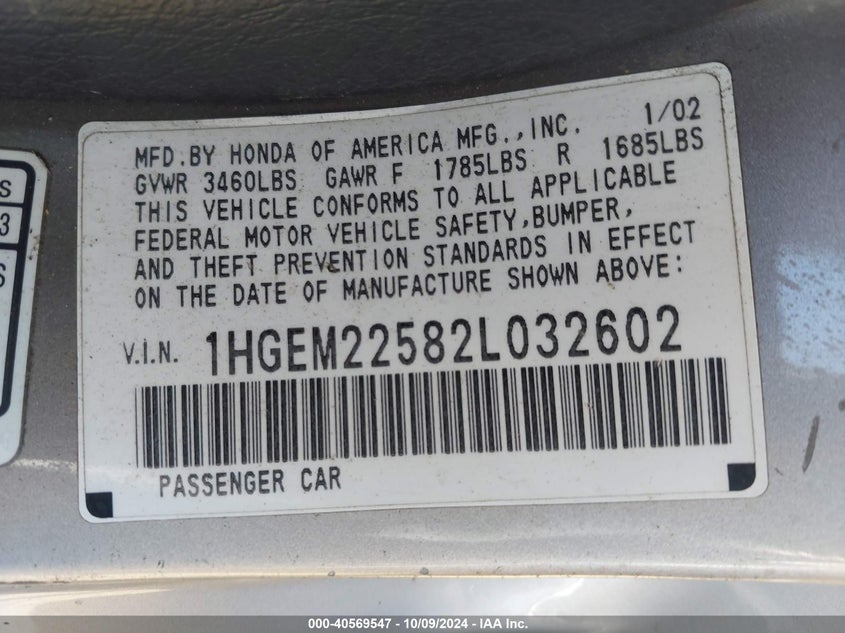 1/02
MFD.BY HONDA OF AMERICA MFG.,INC.
GVWR 3460LBS GAWR F 1785LBS R 1685LBS
THIS VEHICLE CONFORMS TO ALL APPLICABLE
FEDERAL MOTOR VEHICLE SAFETY,BUMPER,
AND THEFT PREVENTION STANDARDS IN EFFECT
ON THE DATE OF MANUFACTURE SHOWN ABOVE:
V.I.N. 1HGEM22582L032602
PASSENGER CAR
S
3
S
000-40569547 - 10/09/2024 - IAA Inc.